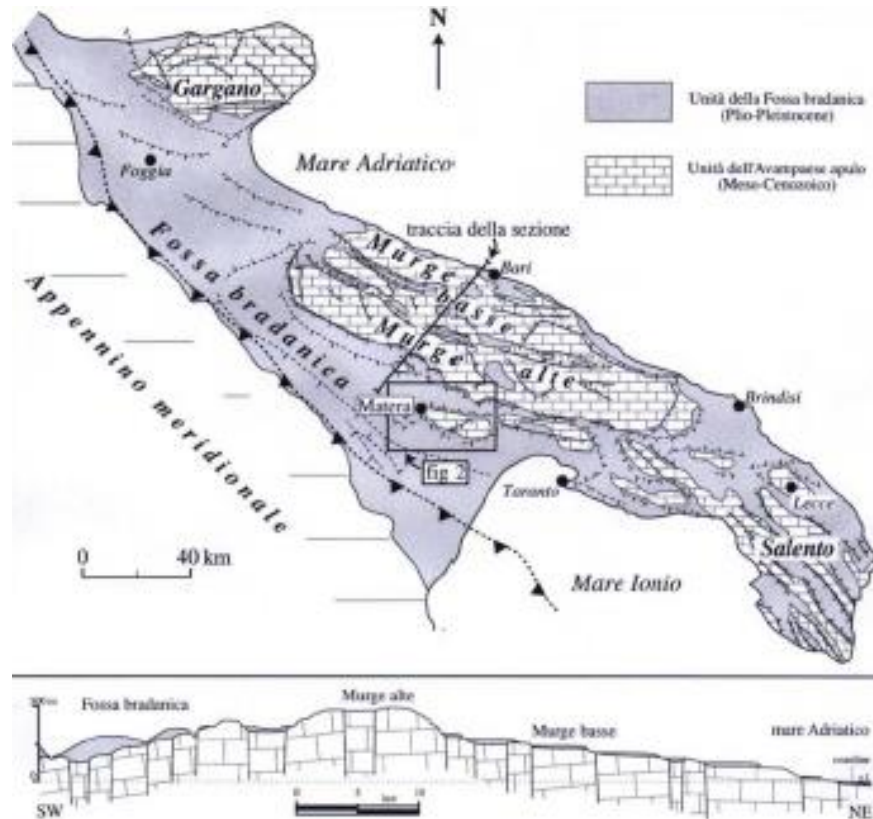 N
Gargano
Unità della Fossa bradanica
(Plio-Pleistocene)
Foggia
Mare Adriatico
Unità dell'Avampaese apulo
(Meso-Cenozoico)
traccia della sezione
Bari
Murge basse
Fossa bradanica
Murge alte
Appennino meridionale
Matera
Brindisi
fig 2
Taranto
Lecce
Salento
0 40 km
Mare Ionio
Fossa bradanica
Murge alte
Murge basse
mare Adriatico
0
SW
km
NE